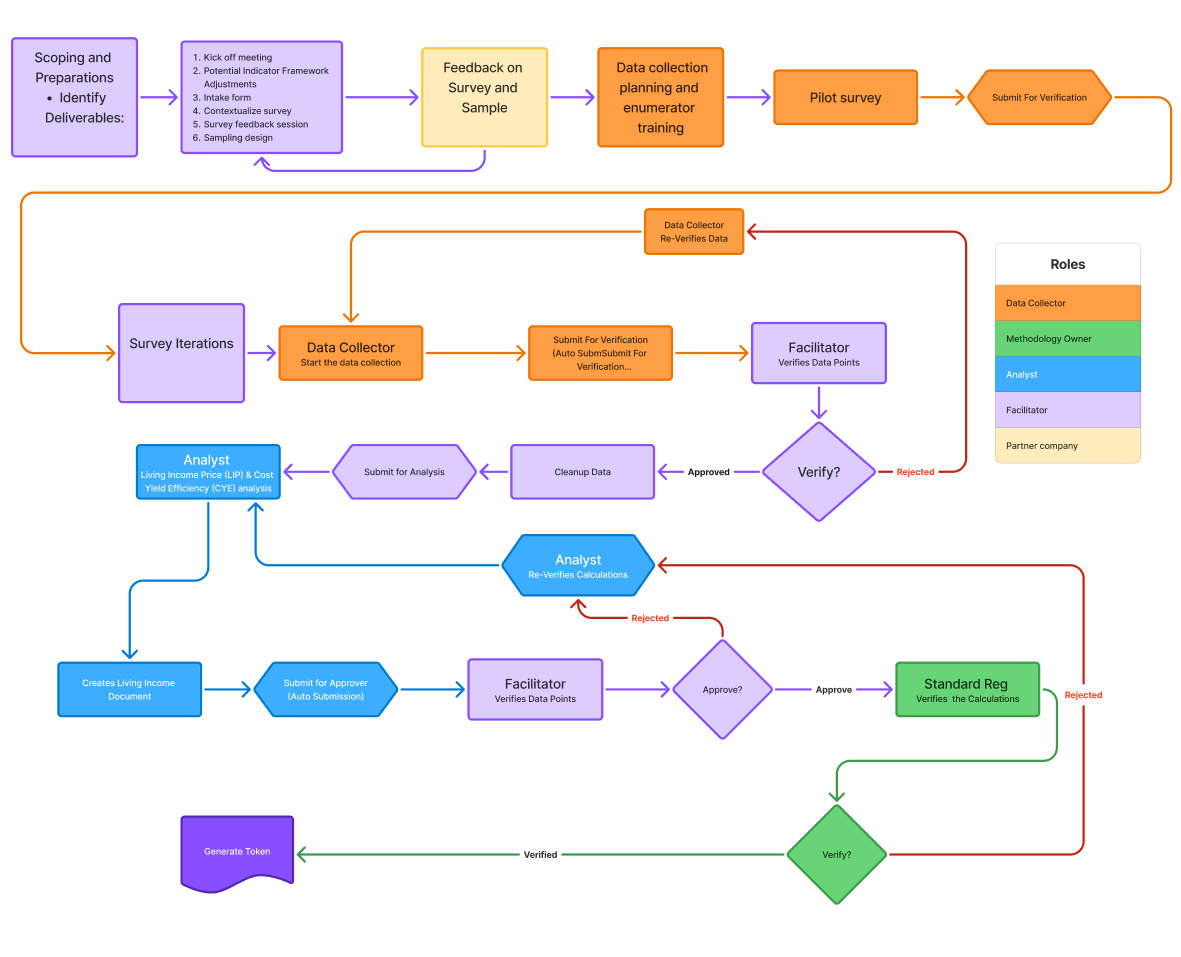 Scoping and
Preparations
• Identify
Deliverables:
1. Kick off meeting
2. Potential Indicator Framework
Adjustments
3. Intake form
4. Contextualize survey
5. Survey feedback session
6. Sampling design
Feedback on
Survey and
Sample
Data collection
planning and
enumerator
training
Pilot survey
Submit For Verification
Data Collector
Re-Verifies Data
Roles
Data Collector
Methodology Owner
Analyst
Facilitator
Partner company
Survey Iterations
Data Collector
Start the data collection
Submit For Verification
(Auto SubmSubmit For
Verification...
Facilitator
Verifies Data Points
Analyst
Living Income Price (LIP) & Cost
Yield Efficiency (CYE) analysis
Submit for Analysis
Cleanup Data
Approved
Verify?
Rejected
Analyst
Re-Verifies Calculations
Rejected
Creates Living Income
Document
Submit for Approver
(Auto Submission)
Facilitator
Verifies Data Points
Approve?
Approve
Standard Reg
Verifies  the Calculations
Rejected
Generate Token
Verified
Verify?